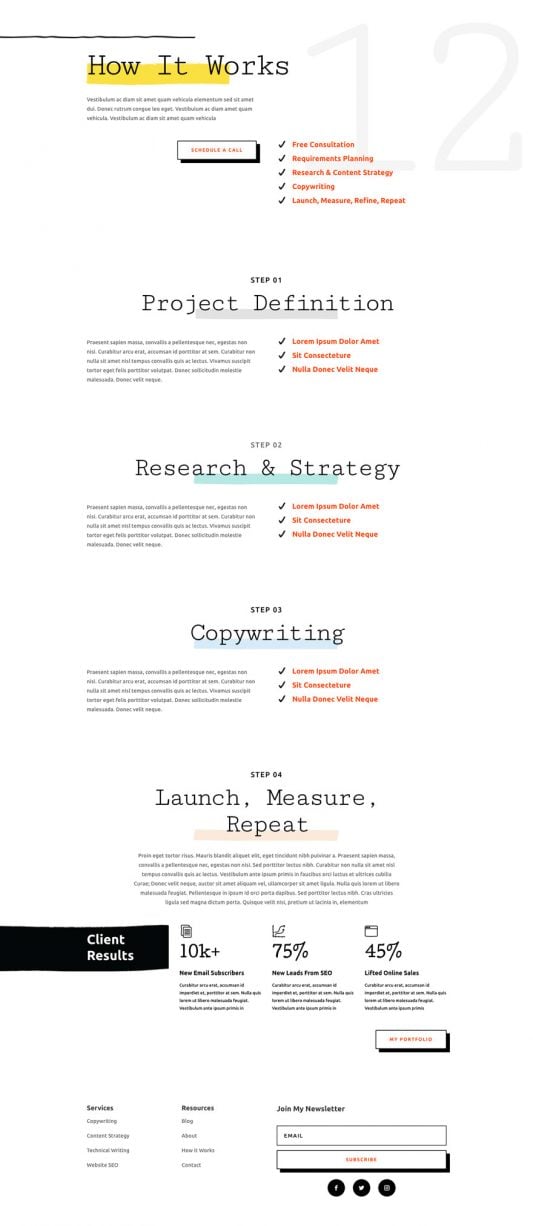 12
How It Works
Vestibulum ac diam sit amet quam vehicula elementum sed sit amet
dui. Donec rutrum congue leo eget. Vestibulum ac diam amet quam
vehicula. Vestibulum ac diam sit amet quam vehicula
SCHEDULE A CALL
Free Consultation
Requirements Planning
Research & Content Strategy
Copywriting
Launch, Measure, Refine, Repeat
STEP 01
Project Definition
Praesent sapien massa, convallis a pellentesque nec, egestas non
nisi. Curabitur arcu erat, accumsan id porttitor at sem. Curabitur non
nulla sit amet nisl tempus convallis quis ac lectus. Vivamus suscipit
tortor eget felis porttitor volutpat. Donec sollicitudin molestie
malesuada. Donec velit neque.
Lorem Ipsum Dolor Amet
Sit Consecteture
Nulla Donec Velit Neque
STEP 02
Research & Strategy
Praesent sapien massa, convallis a pellentesque nec, egestas non
nisi. Curabitur arcu erat, accumsan id porttitor at sem. Curabitur non
nulla sit amet nisl tempus convallis quis ac lectus. Vivamus suscipit
tortor eget felis porttitor volutpat. Donec sollicitudin molestie
malesuada. Donec velit neque.
Lorem Ipsum Dolor Amet
Sit Consecteture
Nulla Donec Velit Neque
STEP 03
Copywriting
Praesent sapien massa, convallis a pellentesque nec, egestas non
nisi. Curabitur arcu erat, accumsan id porttitor at sem. Curabitur non
nulla sit amet nisl tempus convallis quis ac lectus. Vivamus suscipit
tortor eget felis porttitor volutpat. Donec sollicitudin molestie
malesuada. Donec velit neque.
Lorem Ipsum Dolor Amet
Sit Consecteture
Nulla Donec Velit Neque
STEP 04
Launch, Measure,
Repeat
Proin eget tortor risus. Mauris blandit aliquet elit, eget tincidunt nibh pulvinar a. Praesent sapien massa,
convallis a pellentesque nec, egestas non nisi. Sed porttitor lectus nibh. Curabitur non nulla sit amet nisl tempus
convallis quis ac lectus. Vestibulum ante ipsum primis in faucibus orci luctus et ultrices cubilia
Curae; Donec velit neque, auctor sit amet aliquam vel, ullamcorper sit amet ligula. Nulla quis lorem ut libero
malesuada feugiat. Pellentesque in ipsum id orci porta dapibus. Sed porttitor lectus nibh. Cras ultricies
ligula sed magna dictum porta. Quisque velit nisi, pretium ut lacinia in, elementum
Client
Results
10k+
New Email Subscribers
Curabitur arcu erat, accumsan id
imperdiet et, porttitor at sem. Nulla quis
lorem ut libero malesuada feugiat.
Vestibulum ante ipsum primis in
75%
New Leads From SEO
Curabitur arcu erat, accumsan id
imperdiet et, porttitor at sem. Nulla quis
lorem ut libero malesuada feugiat.
Vestibulum ante ipsum primis in
45%
Lifted Online Sales
Curabitur arcu erat, accumsan id
imperdiet et, porttitor at sem. Nulla quis
lorem ut libero malesuada feugiat.
Vestibulum ante ipsum primis in
MY PORTFOLIO
Services
Copywriting
Content Strategy
Technical Writing
Website SEO
Resources
Blog
About
How it Works
Contact
Join My Newsletter
EMAIL
SUBSCRIBE